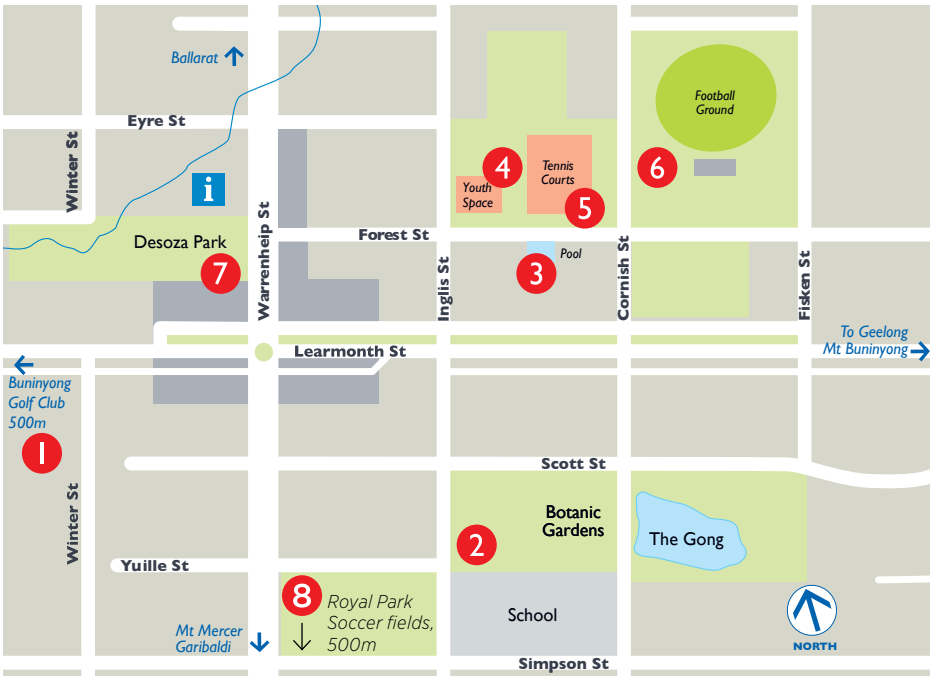 Ballarat
Eyre St
Winter St
i
Football
Ground
4
Tennis
Courts
6
Youth
Space
5
Desoza Park
Warrenheip St
Forest St
7
Inglis St
3
Pool
Cornish St
Fisken St
Learmonth St
To Geelong
Mt Buninyong
Buninyong
Golf Club
500m
1
Scott St
Winter St
Botanic
Gardens
2
The Gong
Yuille St
8
Royal Park
Soccer fields,
500m
School
Mt Mercer
Garibaldi
NORTH
Simpson St